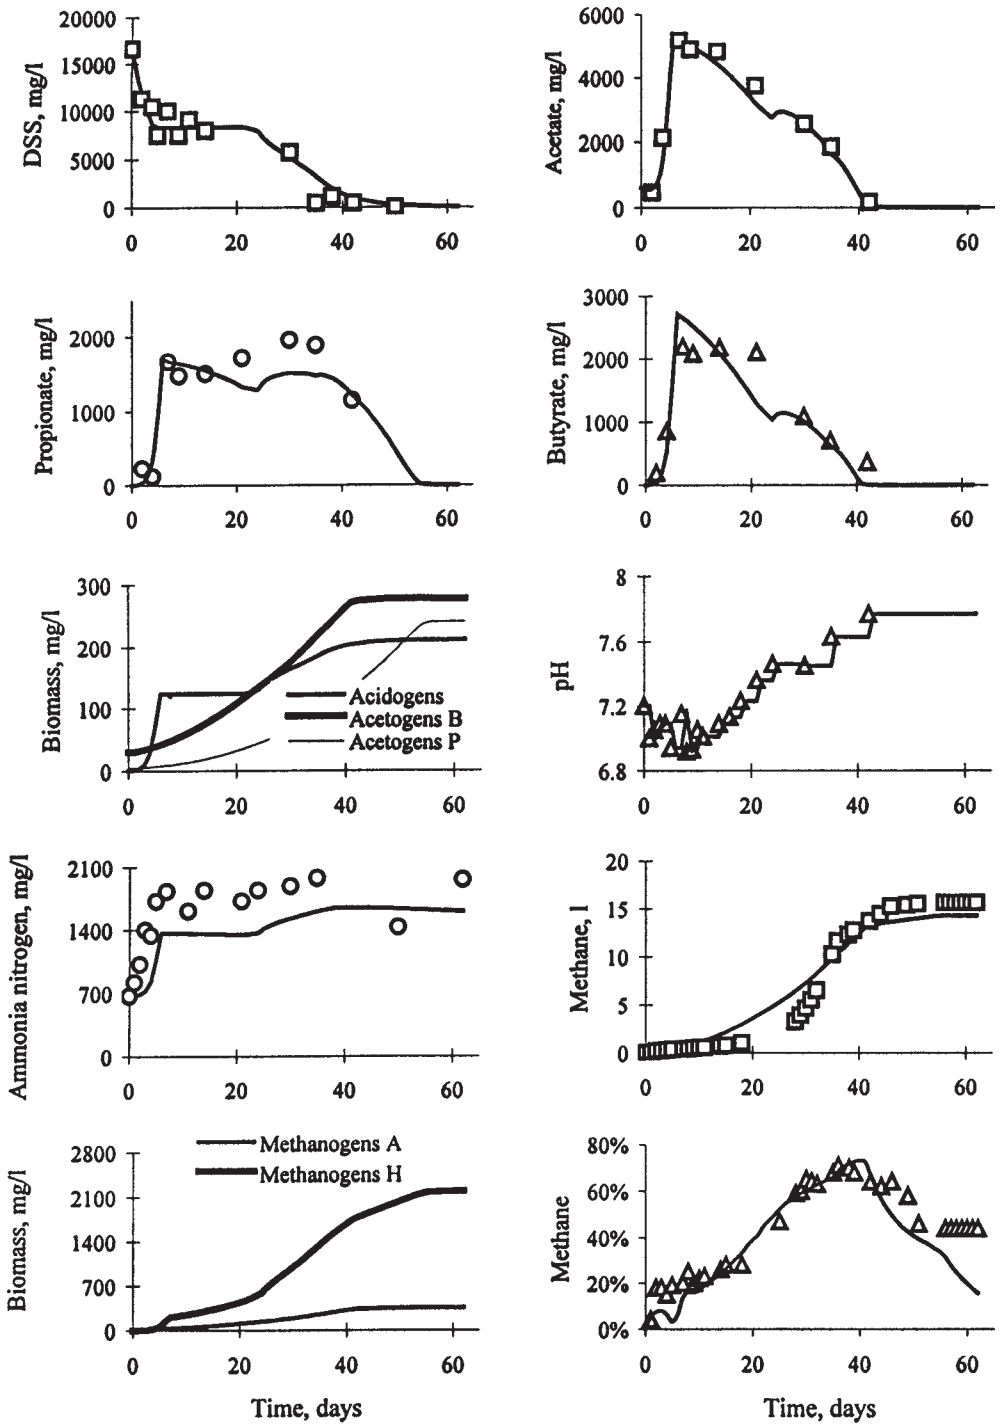 DSS, mg/l
20000
15000
10000
5000
0
0 20 40 60
Acetate, mg/l
6000
4000
2000
0
0 20 40 60
Propionate, mg/l
2000
1000
0
0 20 40 60
Butyrate, mg/l
3000
2000
1000
0
0 20 40 60
Biomass, mg/l
300
200
100
0
Acidogens
Acetogens B
Acetogens P
0 20 40 60
pH
8
7.6
7.2
6.8
0 20 40 60
Ammonia nitrogen, mg/l
2100
1400
700
0
0 20 40 60
Methane, l
20
15
10
5
0
0 20 40 60
Biomass, mg/l
Methanogens A
Methanogens H
2800
2100
1400
700
0
0 20 40 60
Time, days
Methane
80%
60%
40%
20%
0%
0 20 40 60
Time, days